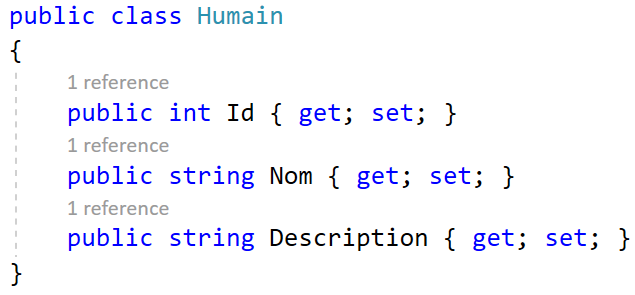 public class Humain
{
1 reference
public int Id { get; set; }
1 reference
public string Nom { get; set; }
1 reference
public string Description { get; set; }
}